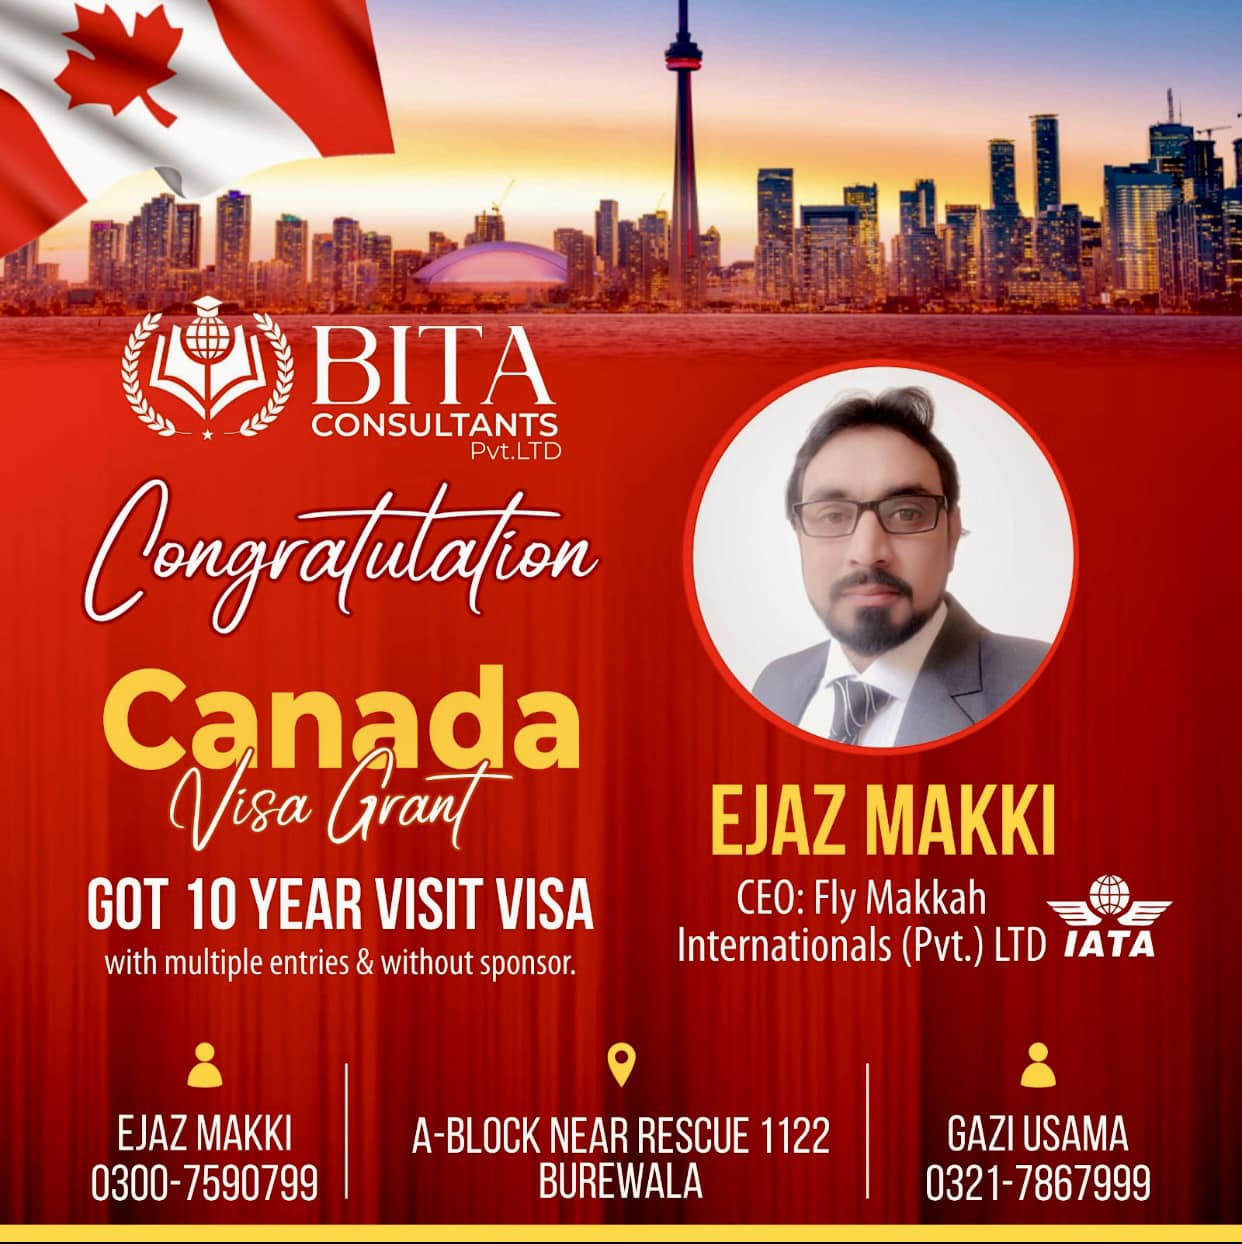 BITA
CONSULTANTS
Pvt.LTD
Congratulation
Canada
Visa Grant
GOT 10 YEAR VISIT VISA
with multiple entries & without sponsor.
EJAZ MAKKI
CEO: Fly Makkah
Internationals (Pvt.) LTD
IATA
EJAZ MAKKI
0300-7590799
A-BLOCK NEAR RESCUE 1122
BUREWALA
GAZI USAMA
0321-7867999